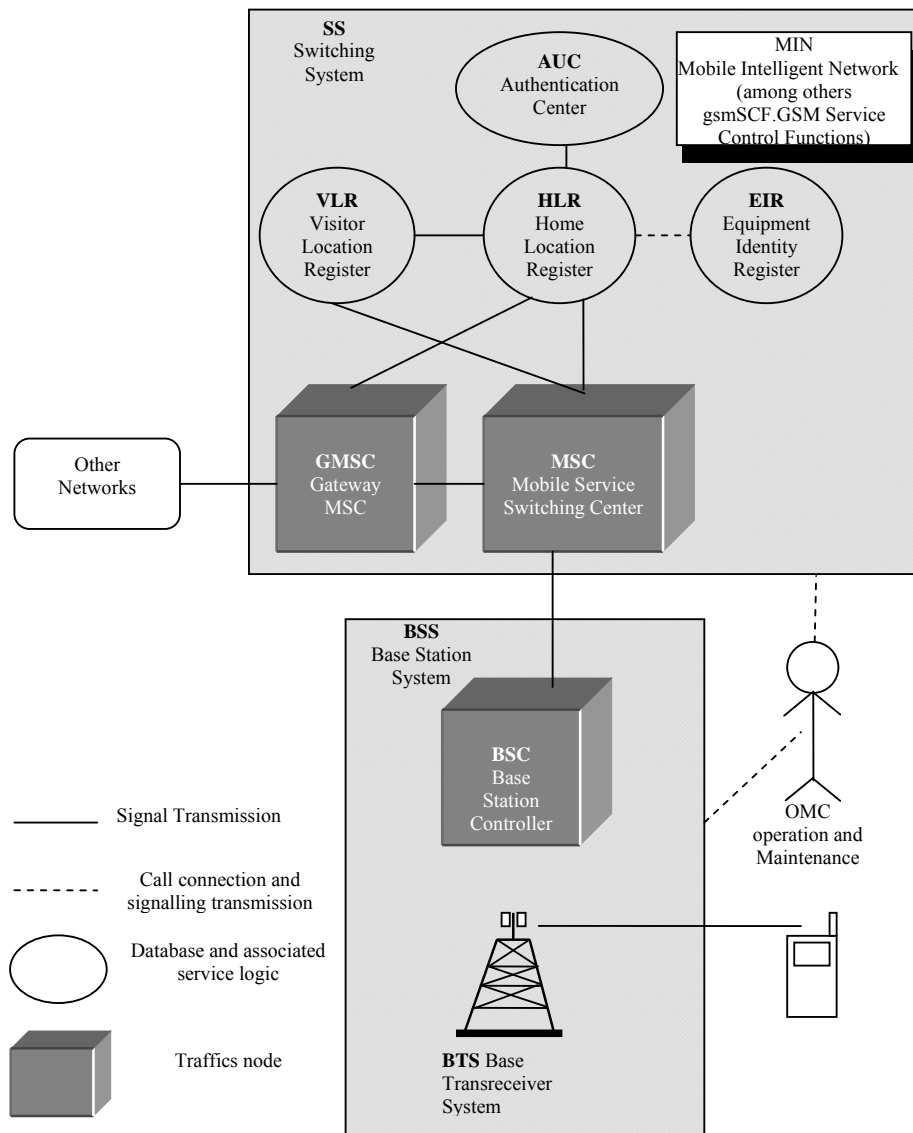 SS
Switching
System
AUC
Authentication
Center
MIN
Mobile Intelligent Network
(among others
gsmSCF.GSM Service
Control Functions)
VLR
Visitor
Location
Register
HLR
Home
Location
Register
EIR
Equipment
Identity
Register
Other
Networks
GMSC
Gateway
MSC
MSC
Mobile Service
Switching Center
BSS
Base Station
System
BSC
Base
Station
Controller
OMC
operation and
Maintenance
Signal Transmission
Call connection and
signalling transmission
Database and associated
service logic
Traffics node
BTS Base
Transreceiver
System